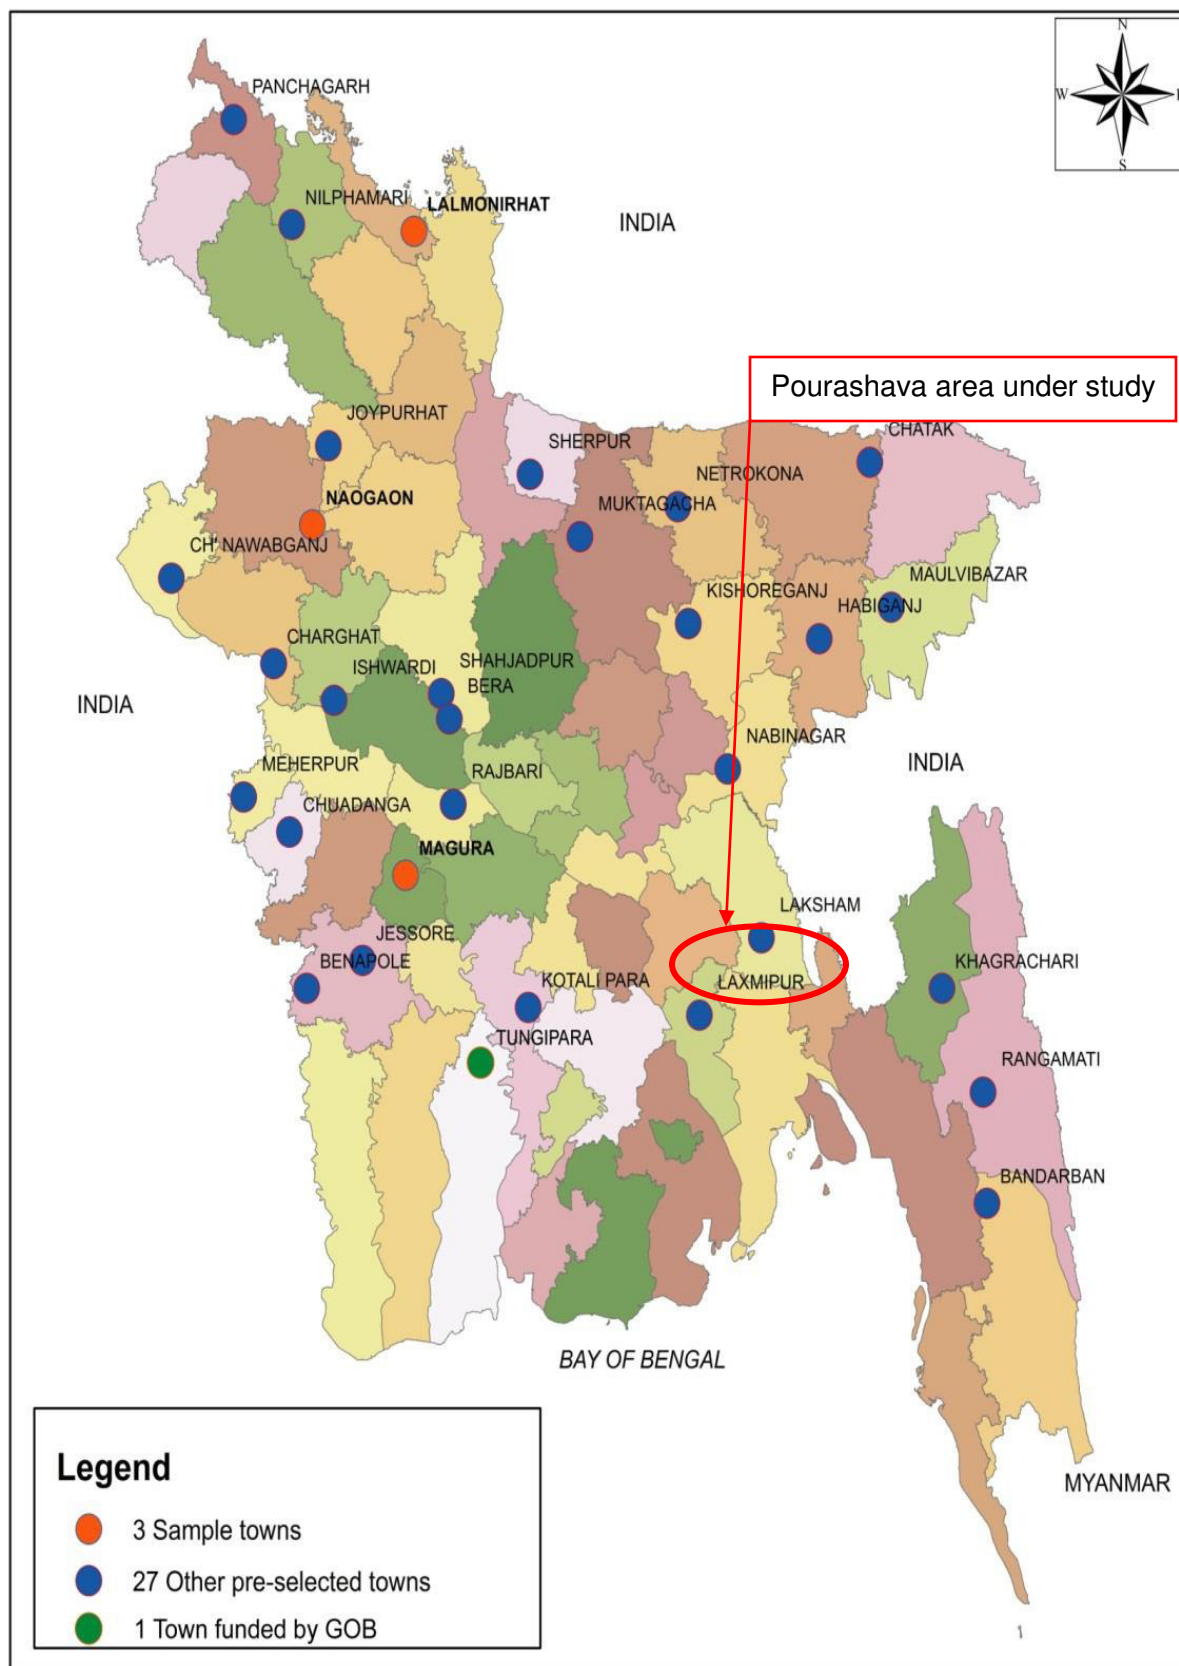 N
W
E
S
PANCHAGARH
NILPHAMARI
LALMONIRHAT
INDIA
Pourashava area under study
JOYPURHAT
SHERPUR
CHATAK
NETROKONA
NAOGAON
MUKTAGACHA
CH' NAWABGANJ
MAULVIBAZAR
KISHOREGANJ
HABIGANJ
CHARGHAT
ISHWARDI
SHAHJADPUR
BERA
INDIA
NABINAGAR
INDIA
MEHERPUR
RAJBARI
CHUADANGA
MAGURA
LAKSHAM
JESSORE
BENAPOLE
KHAGRACHARI
KOTALI PARA
LAXMIPUR
TUNGIPARA
RANGAMATI
BANDARBAN
BAY OF BENGAL
MYANMAR
Legend
3 Sample towns
27 Other pre-selected towns
1 Town funded by GOB
1